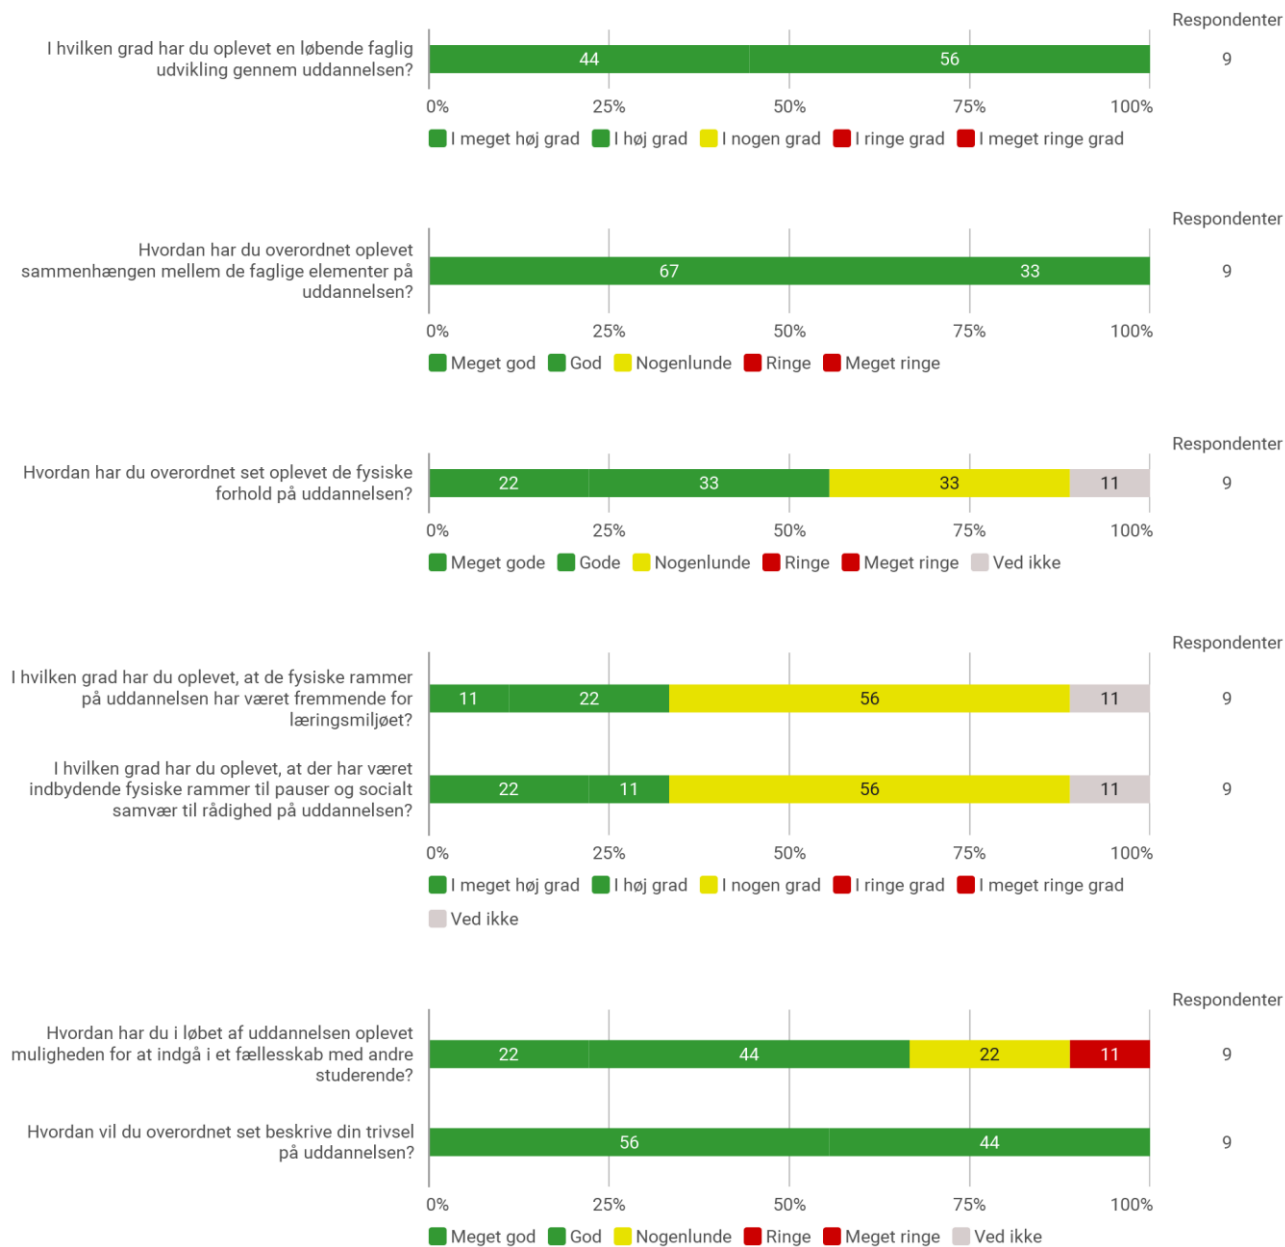 Respondenter
I hvilken grad har du oplevet en løbende faglig
udvikling gennem uddannelsen?
44 56 9
0% 25% 50% 75% 100%
I meget høj grad I høj grad I nogen grad I ringe grad I meget ringe grad
Respondenter
Hvordan har du overordnet oplevet
sammenhængen mellem de faglige elementer på
uddannelsen?
67 33 9
0% 25% 50% 75% 100%
Meget god God Nogenlunde Ringe Meget ringe
Respondenter
Hvordan har du overordnet set oplevet de fysiske
forhold på uddannelsen?
22 33 33 11 9
0% 25% 50% 75% 100%
Meget gode Gode Nogenlunde Ringe Meget ringe Ved ikke
Respondenter
I hvilken grad har du oplevet, at de fysiske rammer
på uddannelsen har været fremmende for
læringsmiljøet?
11 22 56 11 9
I hvilken grad har du oplevet, at der har været
indbydende fysiske rammer til pauser og socialt
samvær til rådighed på uddannelsen?
22 11 56 11 9
0% 25% 50% 75% 100%
I meget høj grad I høj grad I nogen grad I ringe grad I meget ringe grad
Ved ikke
Respondenter
Hvordan har du i løbet af uddannelsen oplevet
muligheden for at indgå i et fællesskab med andre
studerende?
22 44 22 11 9
Hvordan vil du overordnet set beskrive din trivsel
på uddannelsen?
56 44 9
0% 25% 50% 75% 100%
Meget god God Nogenlunde Ringe Meget ringe Ved ikke